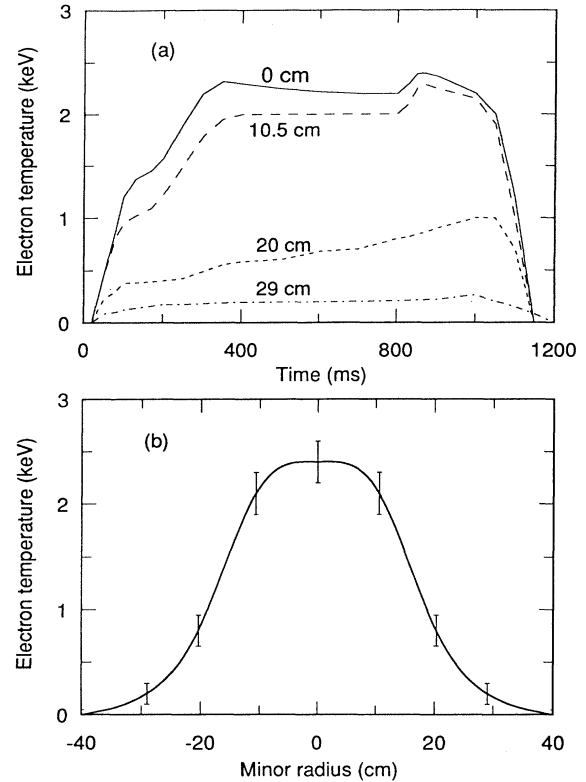 3
(a)
0 cm
10.5 cm
2
1
20 cm
29 cm
0
Electron temperature (keV)
0 400 800 1200
Time (ms)
3
(b)
2
1
0
Electron temperature (keV)
-40 -20 0 20 40
Minor radius (cm)